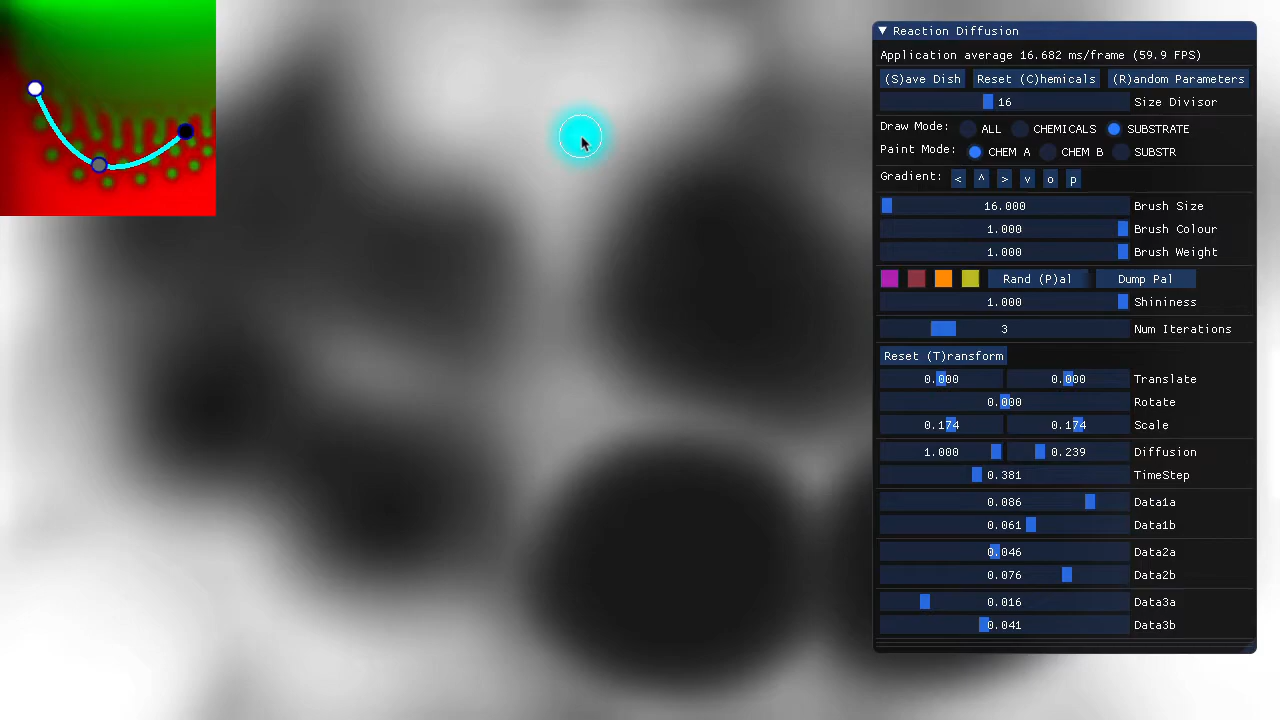 Reaction Diffusion
Application average 16.682 ms/frame (59.9 FPS)
(S)ave Dish Reset (C)hemicals (R)andom Parameters
16 Size Divisor
Draw Mode: ALL CHEMICALS SUBSTRATE
Paint Mode: CHEM A CHEM B SUBSTR
Gradient: < ^ > v o p
16.000 Brush Size
1.000 Brush Colour
1.000 Brush Weight
Rand (P)al Dump Pal
1.000 Shininess
3 Num Iterations
Reset (T)ransform
0.000 0.000 Translate
0.000 Rotate
0.174 0.174 Scale
1.000 0.239 Diffusion
0.381 TimeStep
0.086 Data1a
0.061 Data1b
0.046 Data2a
0.076 Data2b
0.016 Data3a
0.041 Data3b